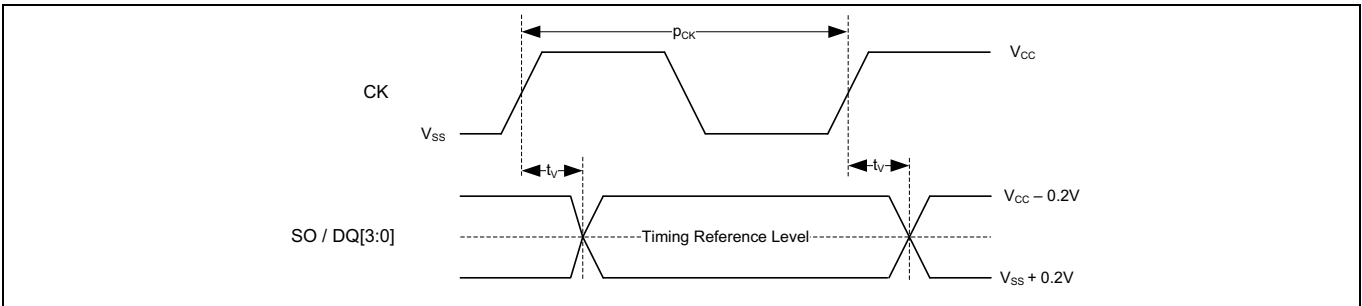 pCK
VCC
CK
VSS
tV
tV
VCC – 0.2V
SO / DQ[3:0]
Timing Reference Level
VSS + 0.2V